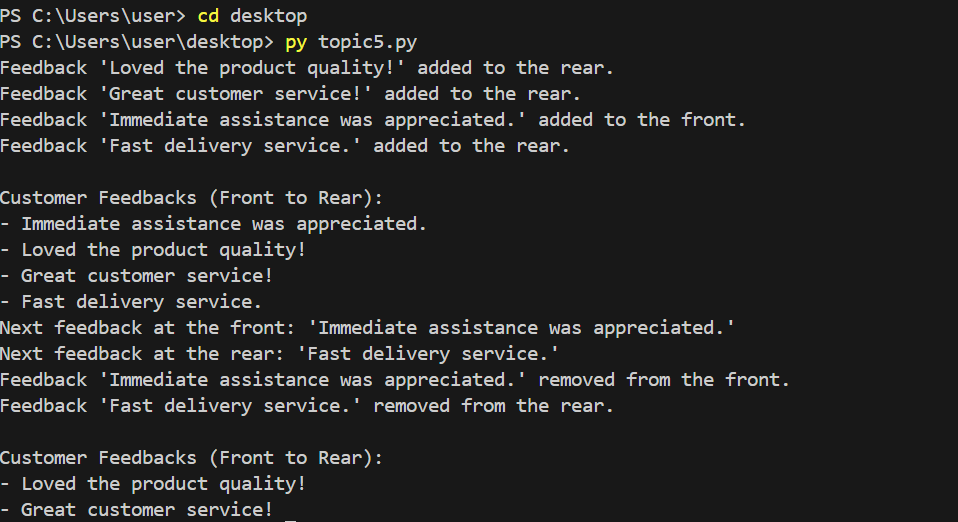 PS C:\Users\user> cd desktop
PS C:\Users\user\desktop> py topic5.py
Feedback 'Loved the product quality!' added to the rear.
Feedback 'Great customer service!' added to the rear.
Feedback 'Immediate assistance was appreciated.' added to the front.
Feedback 'Fast delivery service.' added to the rear.

Customer Feedbacks (Front to Rear):
- Immediate assistance was appreciated.
- Loved the product quality!
- Great customer service!
- Fast delivery service.
Next feedback at the front: 'Immediate assistance was appreciated.'
Next feedback at the rear: 'Fast delivery service.'
Feedback 'Immediate assistance was appreciated.' removed from the front.
Feedback 'Fast delivery service.' removed from the rear.

Customer Feedbacks (Front to Rear):
- Loved the product quality!
- Great customer service!